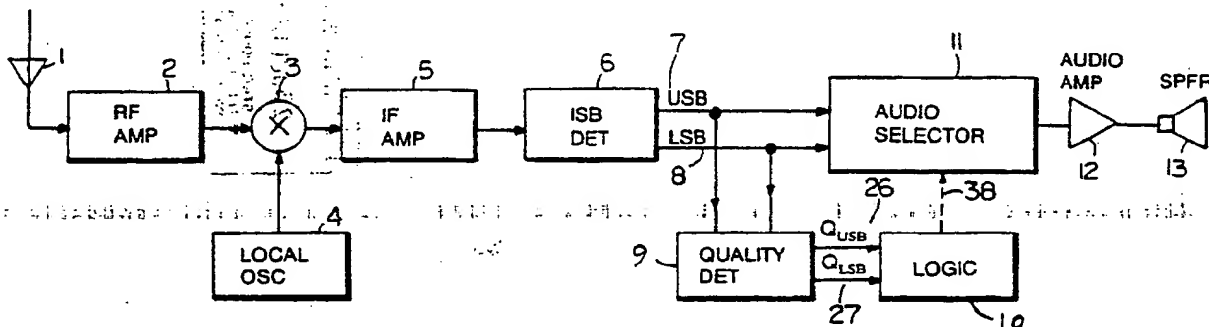 1
2
RF
AMP
3
4
LOCAL
OSC
5
IF
AMP
6
ISB
DET
7
USB
LSB
8
9
QUALITY
DET
26
QUSB
QLSB
27
LOGIC
10
38
11
AUDIO
SELECTOR
AUDIO
AMP
12
SPFR
13